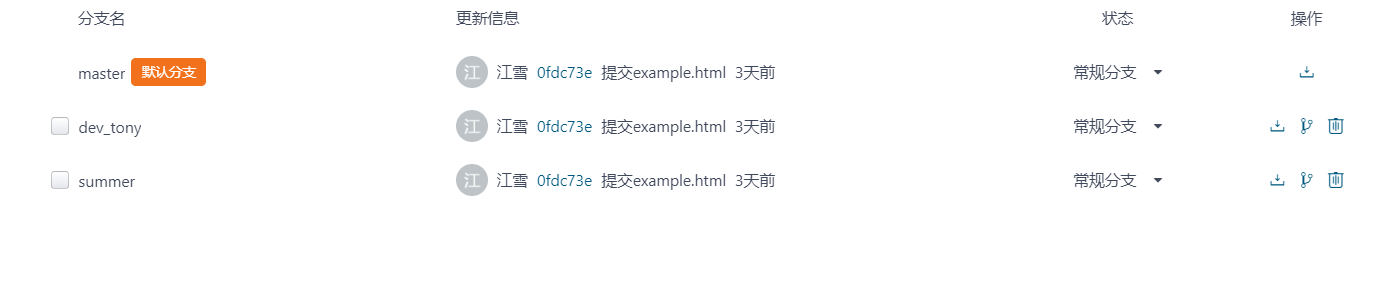 分支名 更新信息 状态 操作
master 默认分支 江 江雪 0fdc73e 提交example.html 3天前 常规分支
dev_tony 江 江雪 0fdc73e 提交example.html 3天前 常规分支
summer 江 江雪 0fdc73e 提交example.html 3天前 常规分支